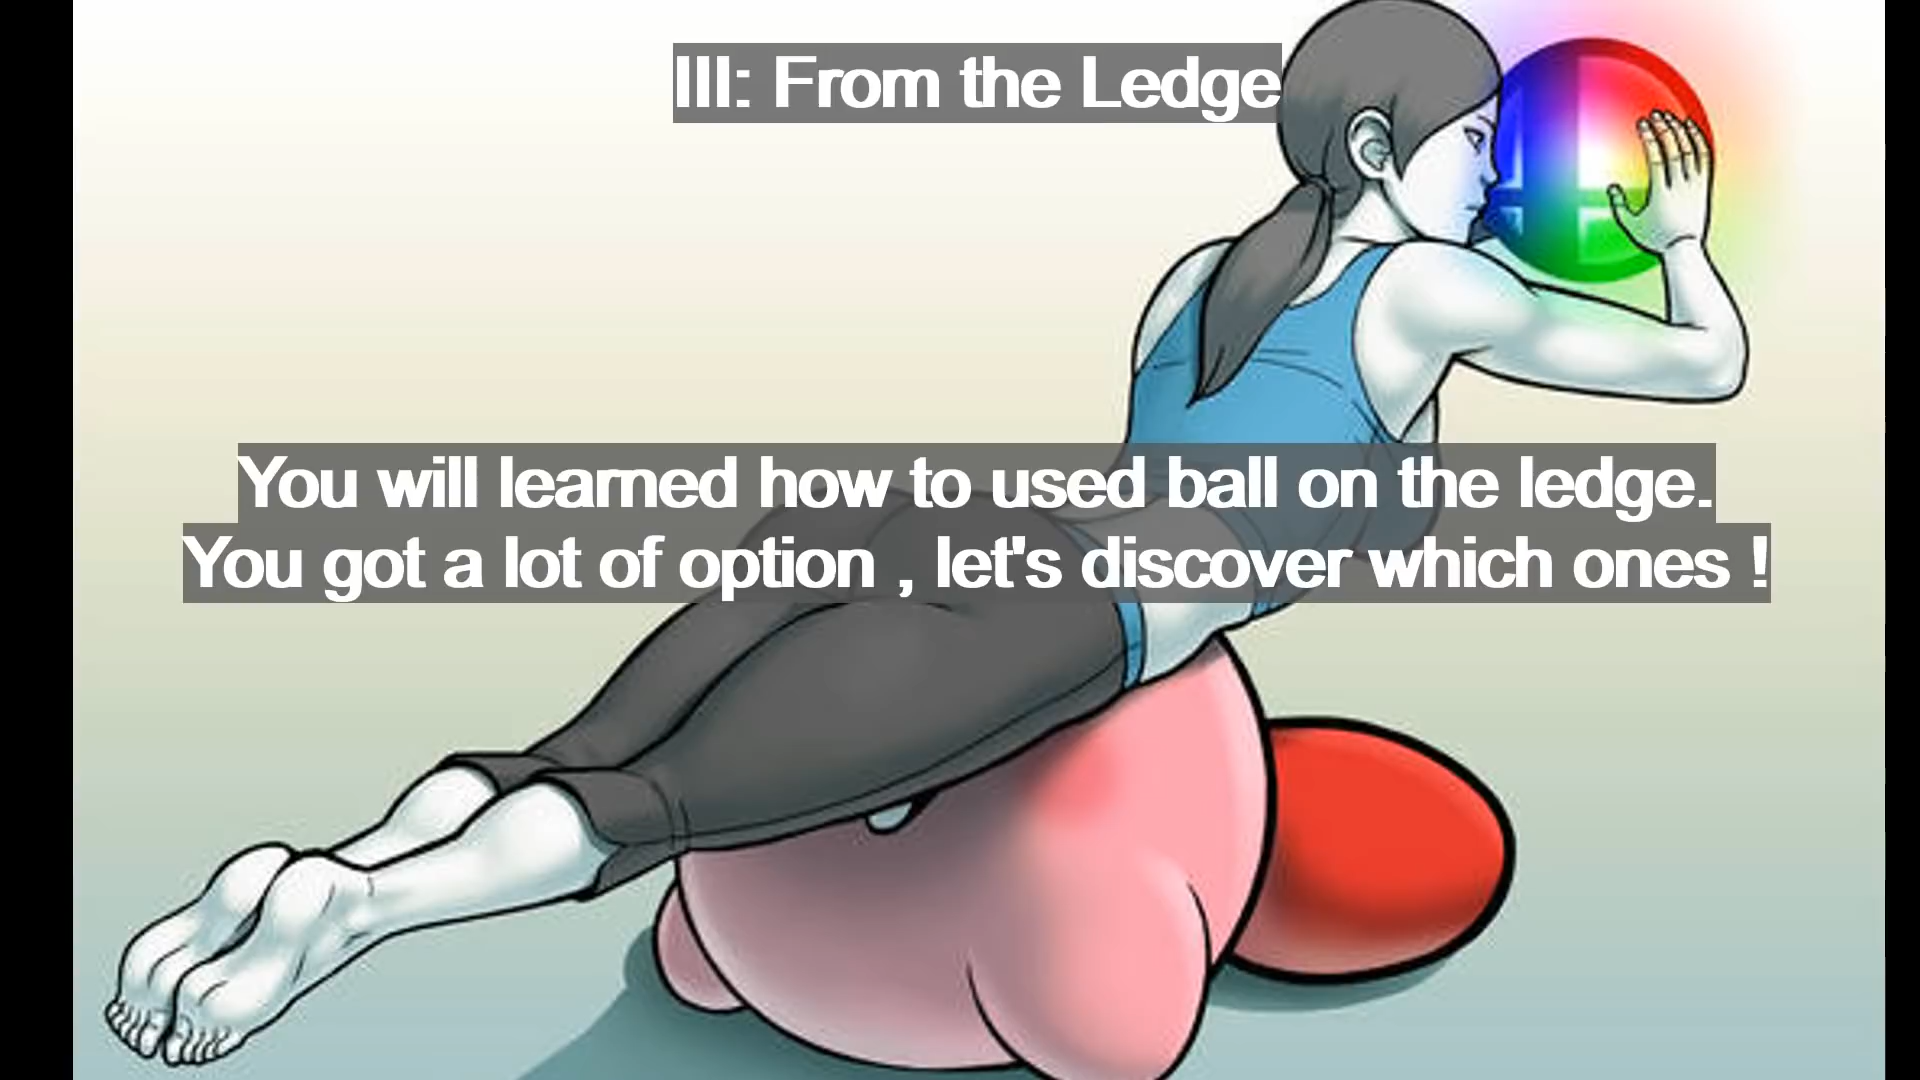 III: From the Ledge
You will learned how to used ball on the ledge.
You got a lot of option , let's discover which ones !